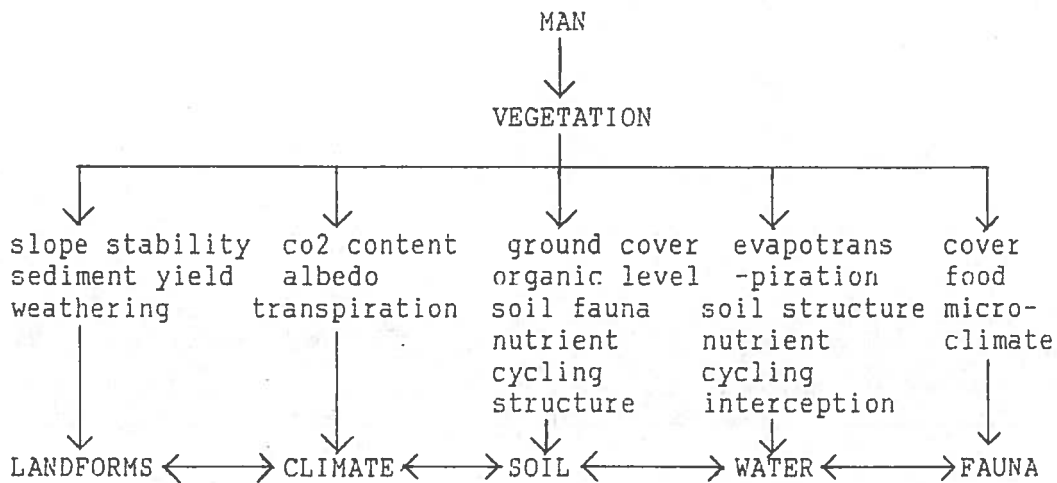 MAN
VEGETATION
slope stability
sediment yield
weathering
co2 content
albedo
transpiration
ground cover
organic level
soil fauna
nutrient
cycling
structure
evapotrans
-piration
soil structure
nutrient
cycling
interception
cover
food
micro-
climate
LANDFORMS
CLIMATE
SOIL
WATER
FAUNA